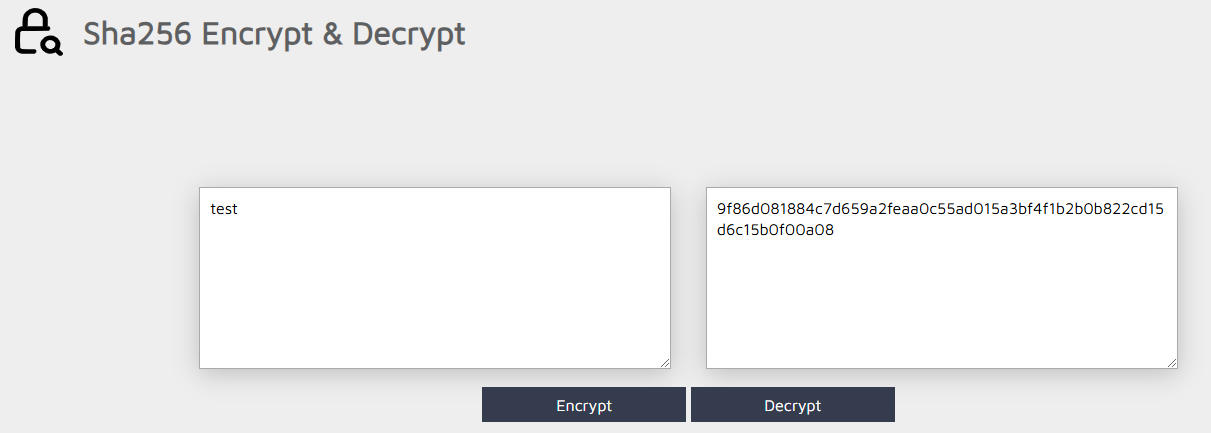 Sha256 Encrypt & Decrypt
test
9f86d081884c7d659a2feaa0c55ad015a3bf4f1b2b0b822cd15
d6c15b0f00a08
Encrypt
Decrypt